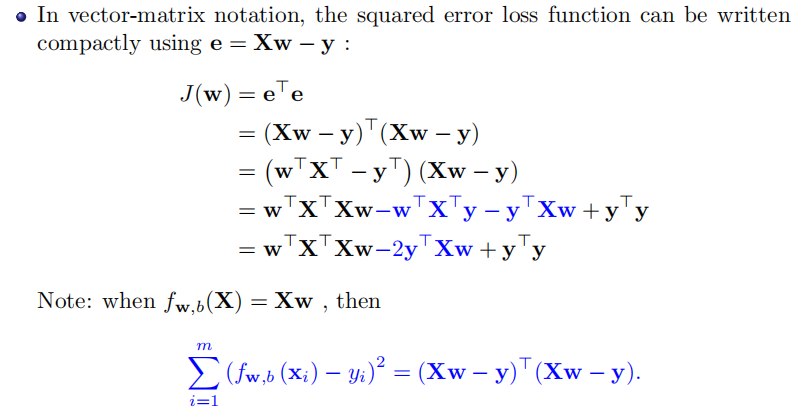 • In vector-matrix notation, the squared error loss function can be written
compactly using e = Xw − y :
J(w) = e⊤e
= (Xw − y)⊤(Xw − y)
= (w⊤X⊤ − y⊤) (Xw − y)
= w⊤X⊤Xw−w⊤X⊤y − y⊤Xw + y⊤y
= w⊤X⊤Xw−2y⊤Xw + y⊤y
Note: when f_{w,b}(X) = Xw , then
∑_{i=1}^{m} (f_{w,b} (x_i) − y_i)² = (Xw − y)⊤(Xw − y).